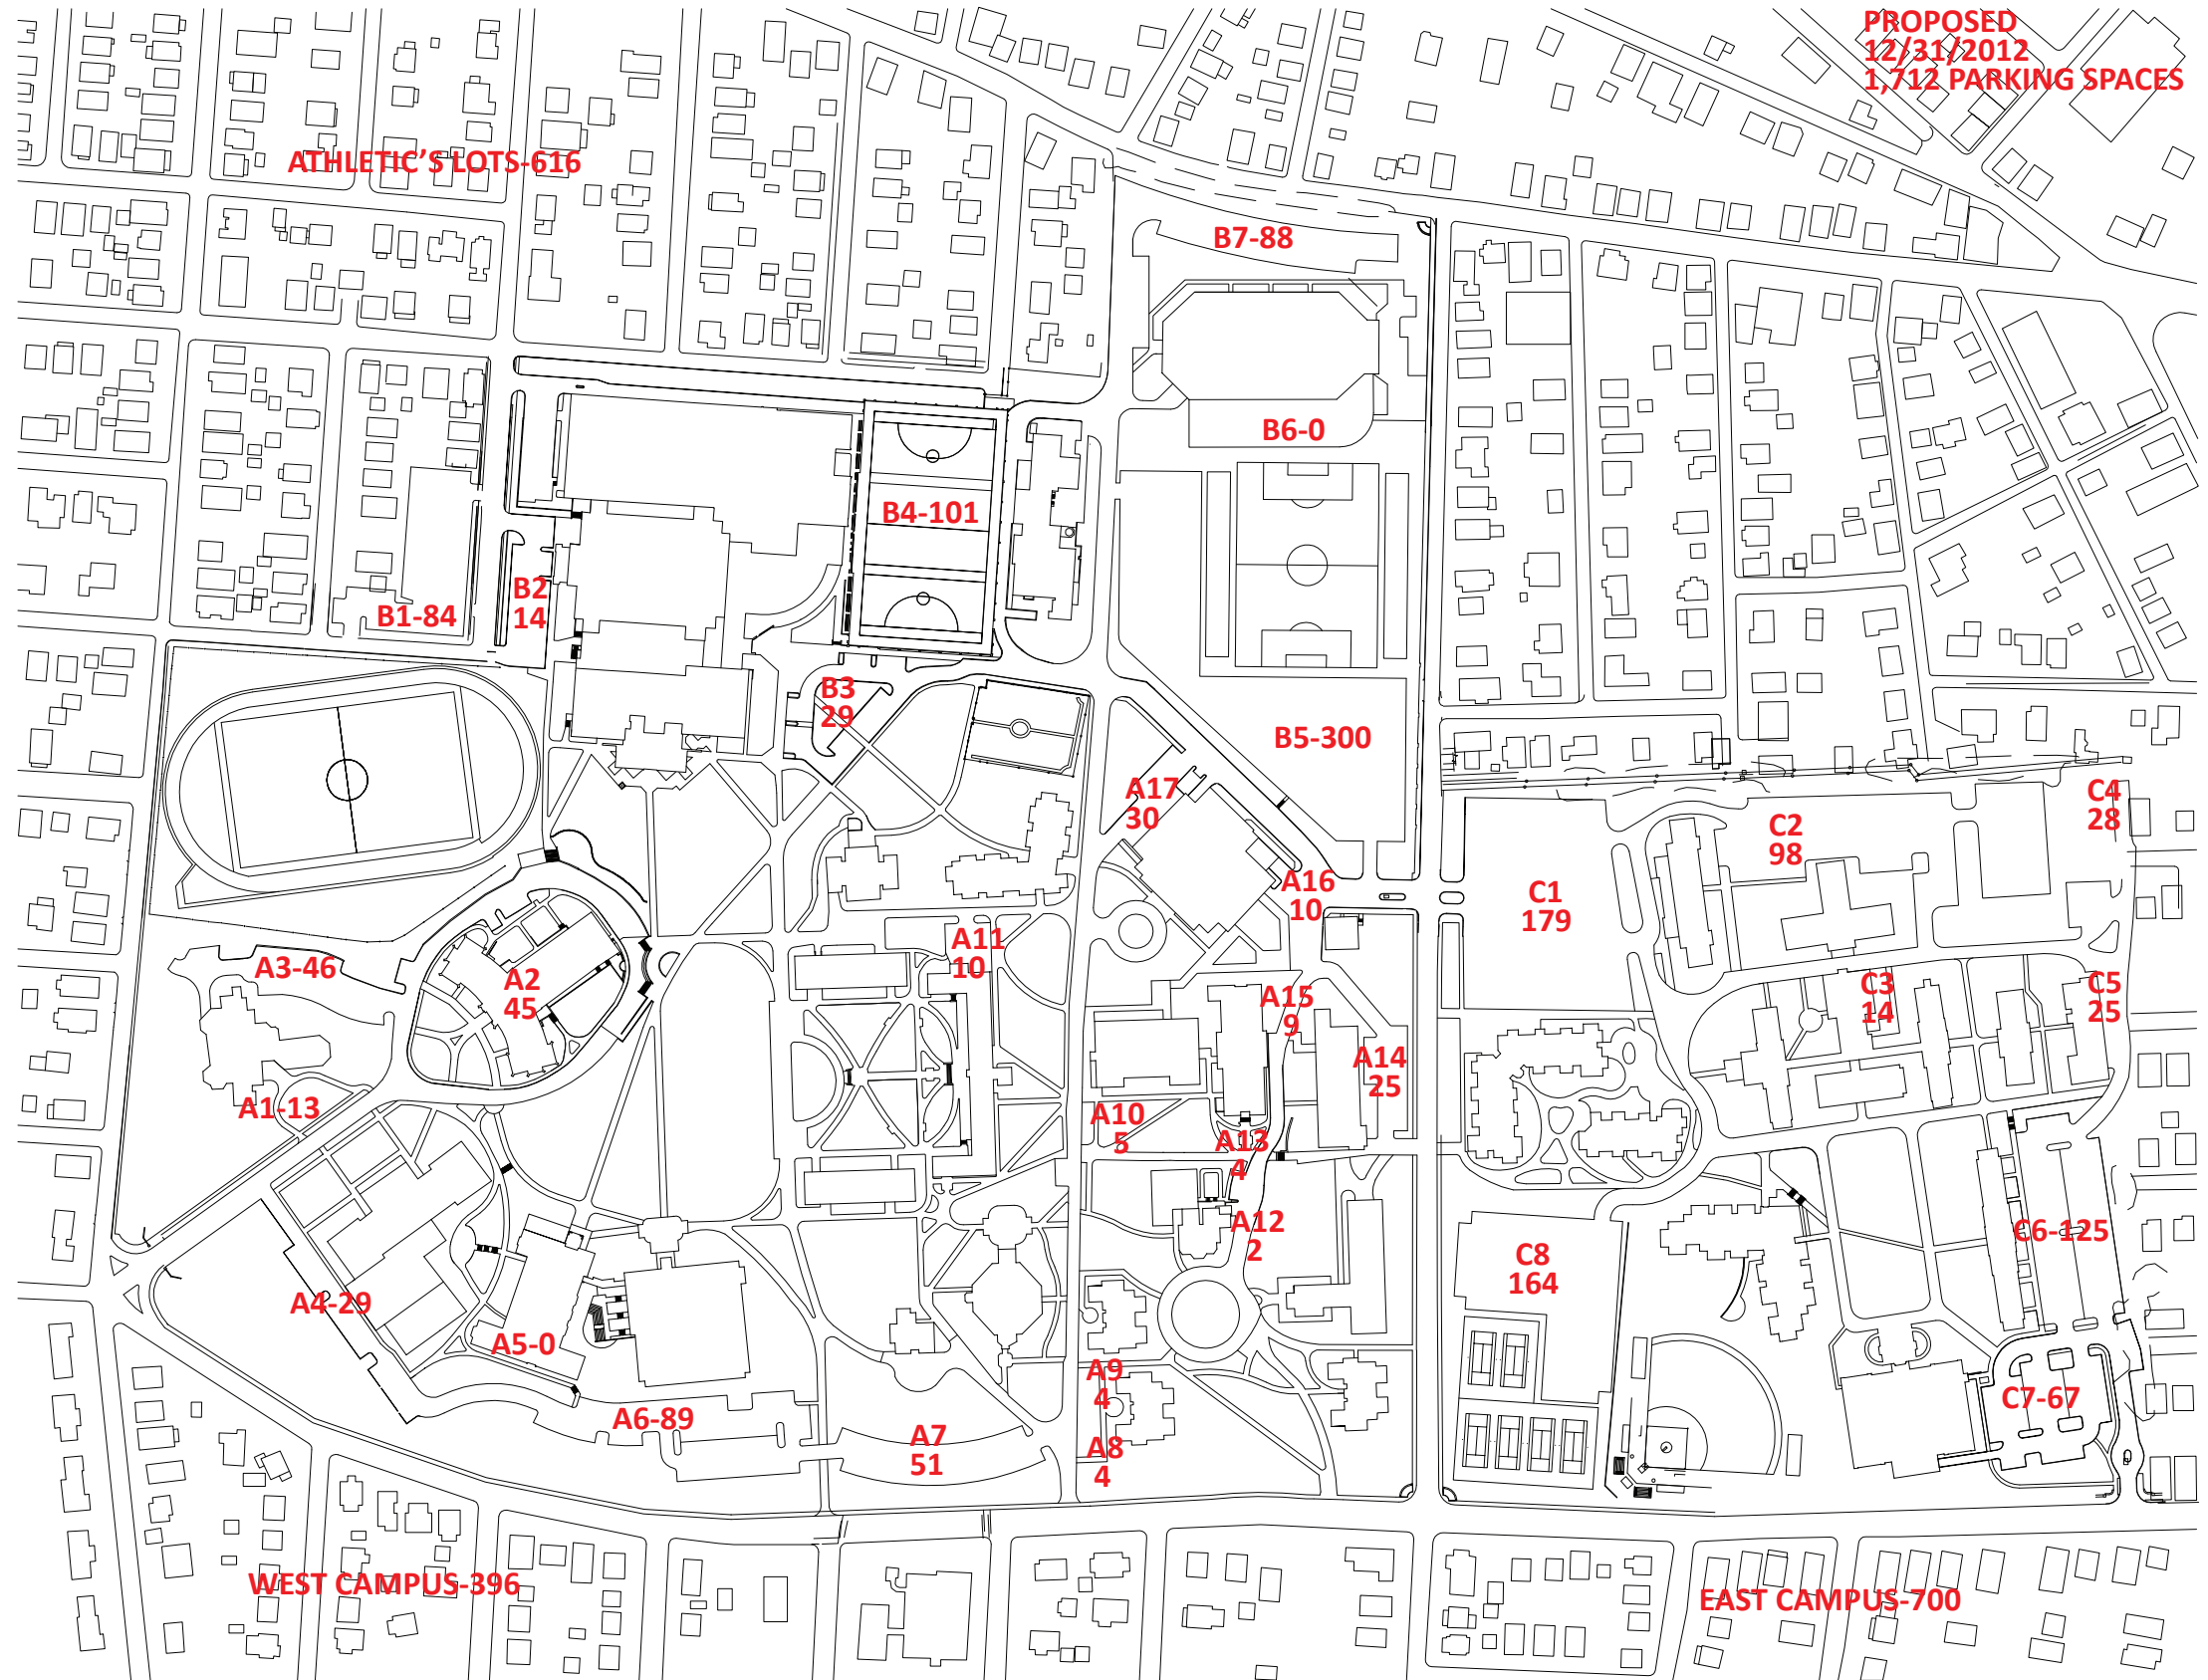 PROPOSED
12/31/2012
1,712 PARKING SPACES
ATHLETIC’S LOTS-616
B7-88
B6-0
B4-101
B2
14
B1-84
B3
29
B5-300
A17
30
C4
28
C2
98
A16
10
C1
179
A11
10
A3-46
A2
45
A15
9
C3
14
C5
25
A14
25
A1-13
A10
5
A13
4
A12
2
C6-125
C8
164
A4-29
A5-0
A9
4
C7-67
A6-89
A7
51
A8
4
WEST CAMPUS-396
EAST CAMPUS-700